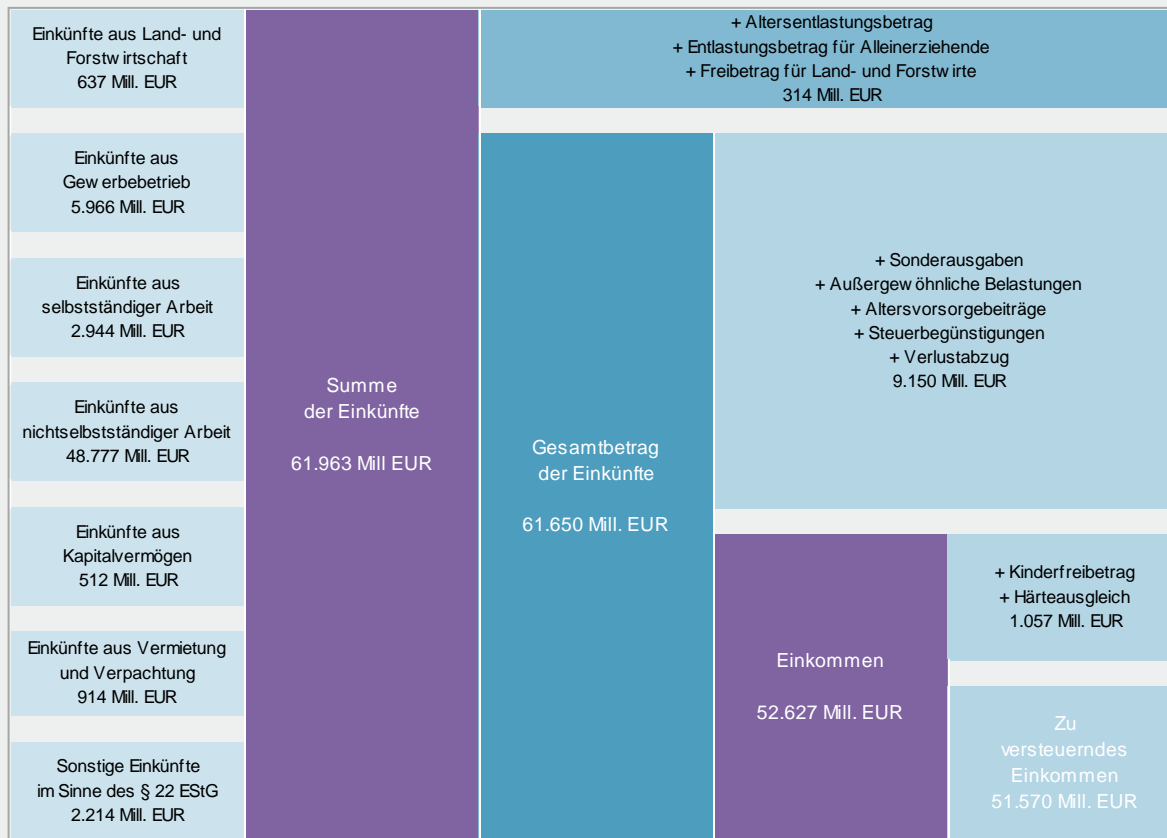 Einkünfte aus Land- und
Forstwirtschaft
637 Mill. EUR
Einkünfte aus
Gewerbebetrieb
5.966 Mill. EUR
Einkünfte aus
selbstständiger Arbeit
2.944 Mill. EUR
Einkünfte aus
nichtselbstständiger Arbeit
48.777 Mill. EUR
Einkünfte aus
Kapitalvermögen
512 Mill. EUR
Einkünfte aus Vermietung
und Verpachtung
914 Mill. EUR
Sonstige Einkünfte
im Sinne des § 22 EStG
2.214 Mill. EUR
Summe
der Einkünfte
61.963 Mill EUR
+ Altersentlastungsbetrag
+ Entlastungsbetrag für Alleinerziehende
+ Freibetrag für Land- und Forstwirte
314 Mill. EUR
Gesamtbetrag
der Einkünfte
61.650 Mill. EUR
+ Sonderausgaben
+ Außergewöhnliche Belastungen
+ Altersvorsorgebeiträge
+ Steuerbegünstigungen
+ Verlustabzug
9.150 Mill. EUR
Einkommen
52.627 Mill. EUR
+ Kinderfreibetrag
+ Härteausgleich
1.057 Mill. EUR
Zu
versteuerndes
Einkommen
51.570 Mill. EUR